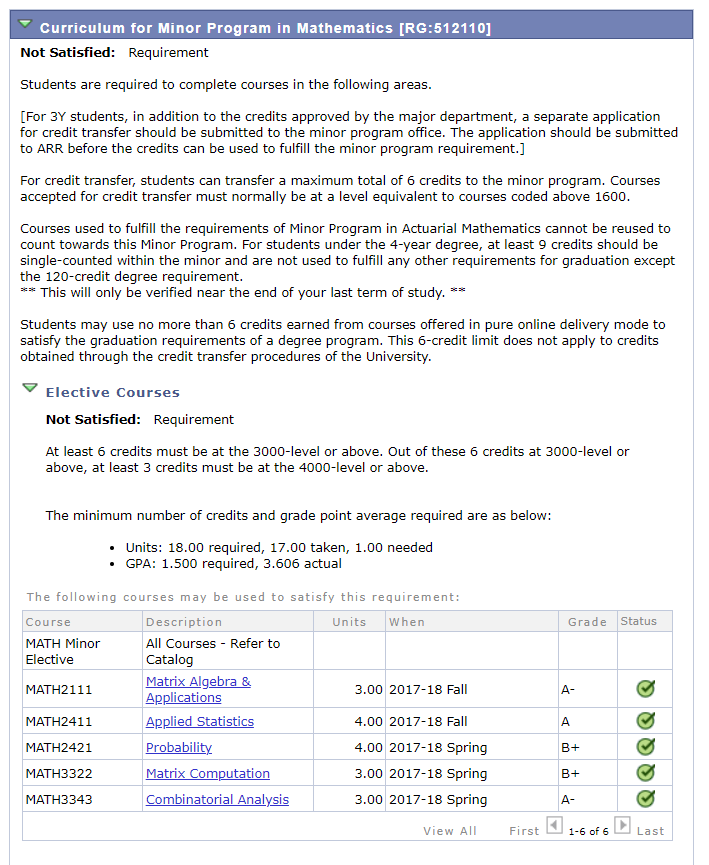 Curriculum for Minor Program in Mathematics [RG:512110]
Not Satisfied: Requirement
Students are required to complete courses in the following areas.
[For 3Y students, in addition to the credits approved by the major department, a separate application
for credit transfer should be submitted to the minor program office. The application should be submitted
to ARR before the credits can be used to fulfill the minor program requirement.]
For credit transfer, students can transfer a maximum total of 6 credits to the minor program. Courses
accepted for credit transfer must normally be at a level equivalent to courses coded above 1600.
Courses used to fulfill the requirements of Minor Program in Actuarial Mathematics cannot be reused to
count towards this Minor Program. For students under the 4-year degree, at least 9 credits should be
single-counted within the minor and are not used to fulfill any other requirements for graduation except
the 120-credit degree requirement.
** This will only be verified near the end of your last term of study. **
Students may use no more than 6 credits earned from courses offered in pure online delivery mode to
satisfy the graduation requirements of a degree program. This 6-credit limit does not apply to credits
obtained through the credit transfer procedures of the University.
Elective Courses
Not Satisfied: Requirement
At least 6 credits must be at the 3000-level or above. Out of these 6 credits at 3000-level or
above, at least 3 credits must be at the 4000-level or above.
The minimum number of credits and grade point average required are as below:
• Units: 18.00 required, 17.00 taken, 1.00 needed
• GPA: 1.500 required, 3.606 actual
The following courses may be used to satisfy this requirement:
Course Description Units When Grade Status
MATH Minor All Courses - Refer to
Elective Catalog
MATH2111 Matrix Algebra & 3.00 2017-18 Fall A-
Applications
MATH2411 Applied Statistics 4.00 2017-18 Fall A
MATH2421 Probability 4.00 2017-18 Spring B+
MATH3322 Matrix Computation 3.00 2017-18 Spring B+
MATH3343 Combinatorial Analysis 3.00 2017-18 Spring A-
View All First 1-6 of 6 Last